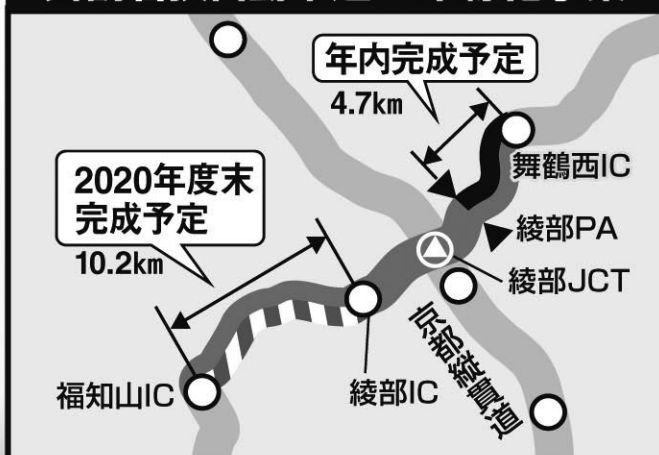 年内完成予定
4.7km
舞鶴西IC
2020年度末
完成予定
10.2km
綾部PA
綾部JCT
京都縦貫道
福知山IC
綾部IC